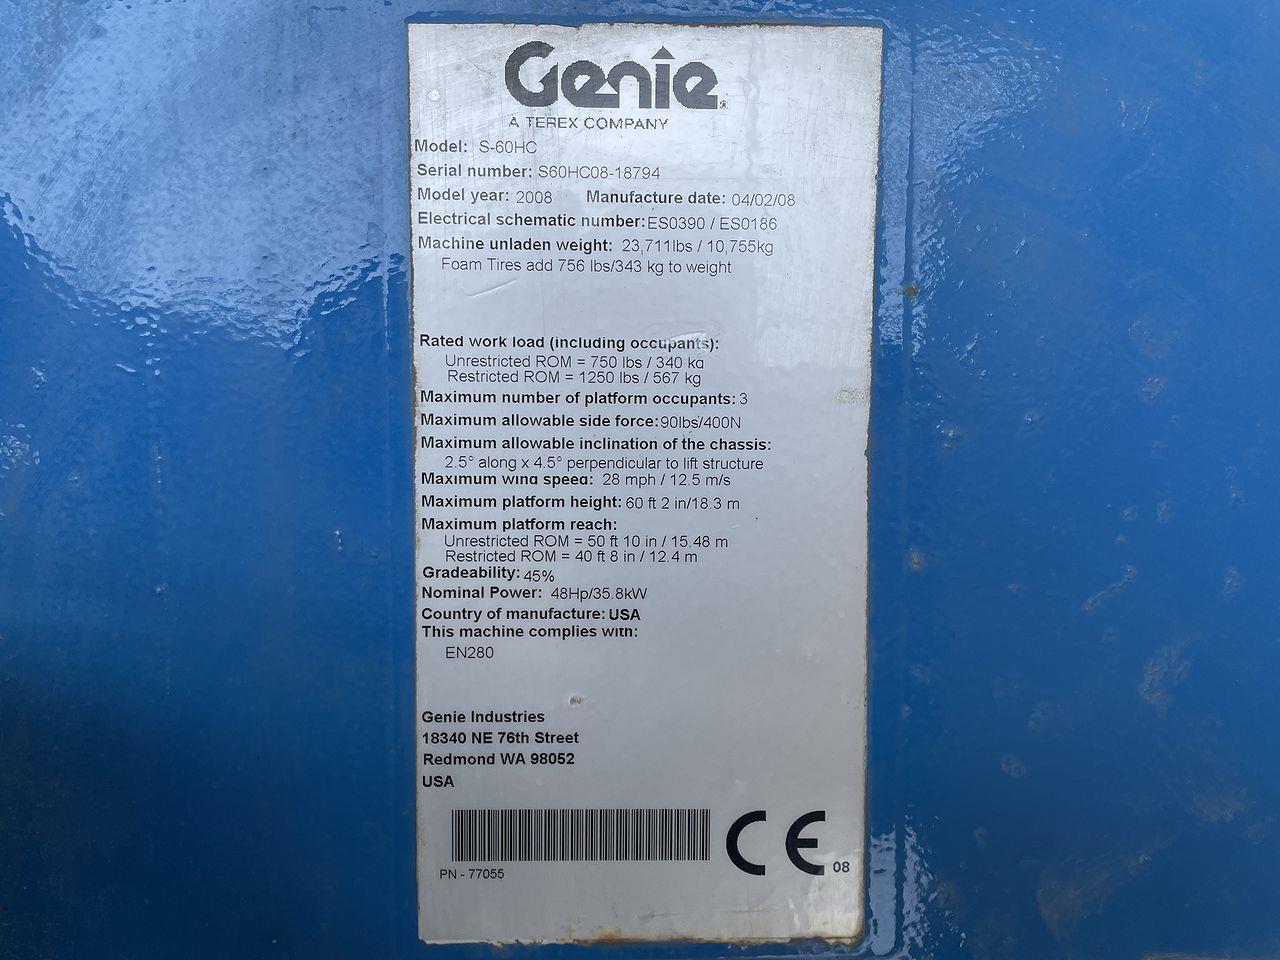 Genie
A TEREX COMPANY
Model: S-60HC
Serial number: S60HC08-18794
Model year: 2008 Manufacture date: 04/02/08
Electrical schematic number: ES0390 / ES0186
Machine unladen weight: 23,711lbs / 10,755kg
Foam Tires add 756 lbs/343 kg to weight
Rated work load (including occupants):
Unrestricted ROM = 750 lbs / 340 kg
Restricted ROM = 1250 lbs / 567 kg
Maximum number of platform occupants: 3
Maximum allowable side force: 90lbs/400N
Maximum allowable inclination of the chassis:
2.5° along x 4.5° perpendicular to lift structure
Maximum wind speed: 28 mph / 12.5 m/s
Maximum platform height: 60 ft 2 in/18.3 m
Maximum platform reach:
Unrestricted ROM = 50 ft 10 in / 15.48 m
Restricted ROM = 40 ft 8 in / 12.4 m
Gradeability: 45%
Nominal Power: 48Hp/35.8kW
Country of manufacture: USA
This machine complies with:
EN280
Genie Industries
18340 NE 76th Street
Redmond WA 98052
USA
CE 08
PN - 77055